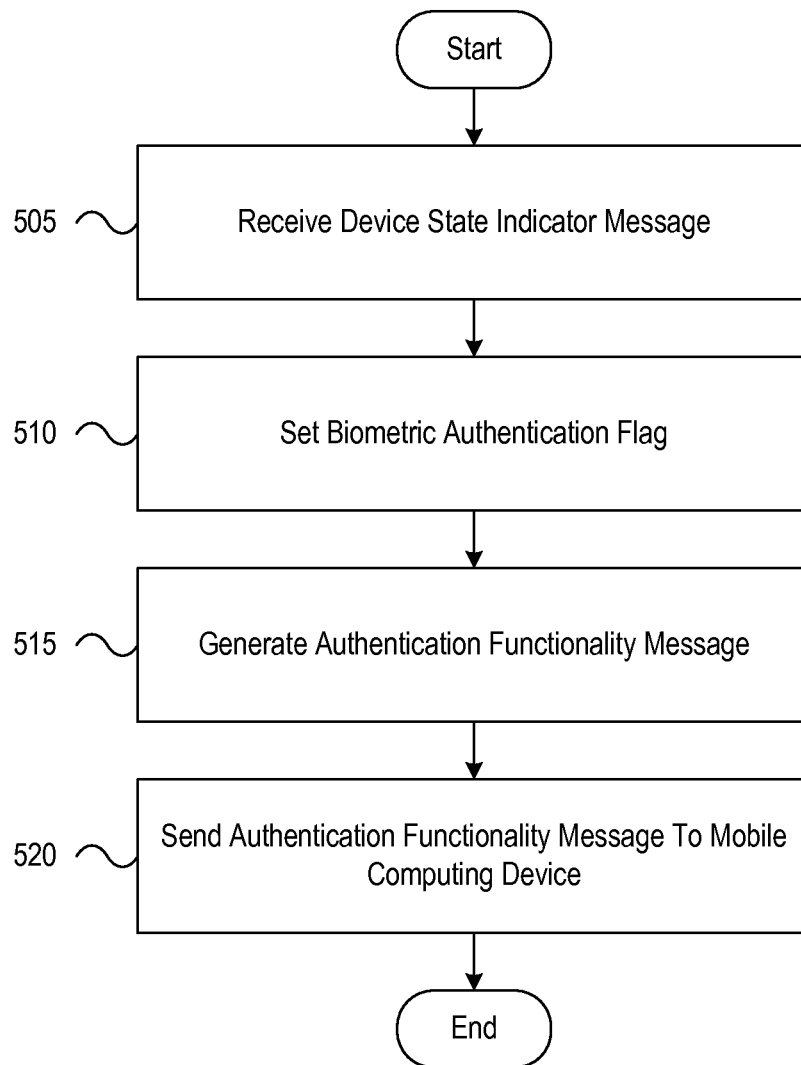 Start
505
Receive Device State Indicator Message
510
Set Biometric Authentication Flag
515
Generate Authentication Functionality Message
520
Send Authentication Functionality Message To Mobile
Computing Device
End